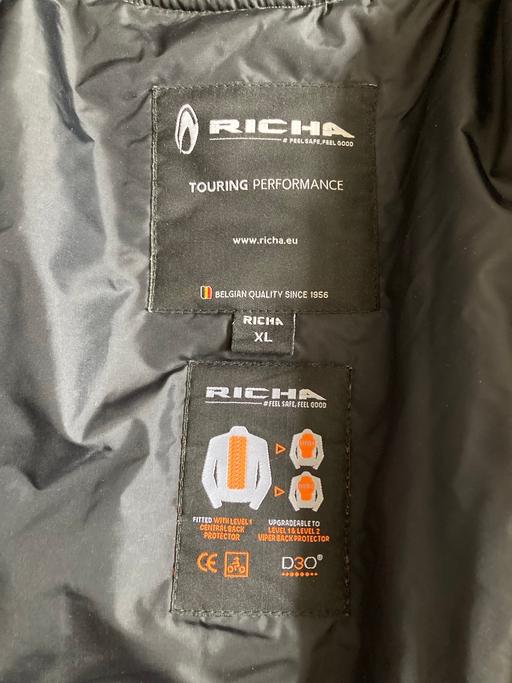 RICHA
# FEEL SAFE, FEEL GOOD
TOURING PERFORMANCE
www.richa.eu
BELGIAN QUALITY SINCE 1956
RICHA
XL
RICHA
# FEEL SAFE, FEEL GOOD
FITTED WITH LEVEL 1
CENTRAL BACK
PROTECTOR
UPGRADEABLE TO
LEVEL 1 & LEVEL 2
VIPER BACK PROTECTOR
CE
D3O®